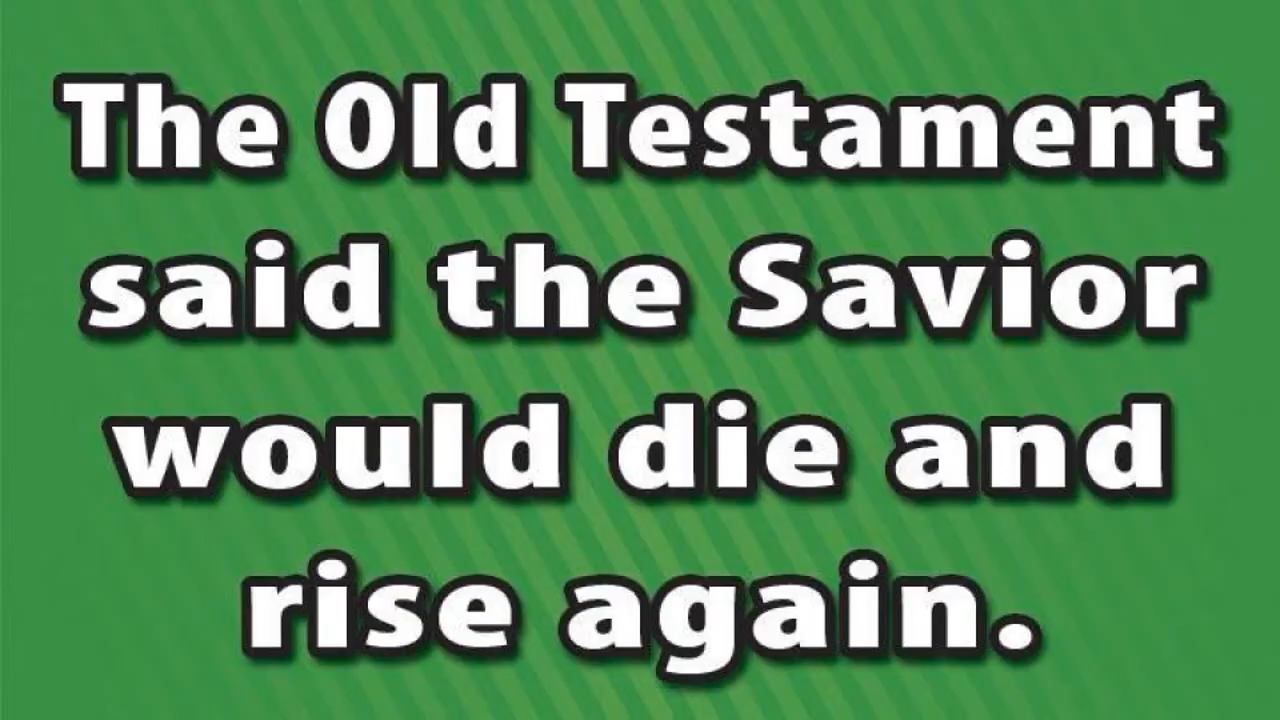 The Old Testament
said the Savior
would die and
rise again.